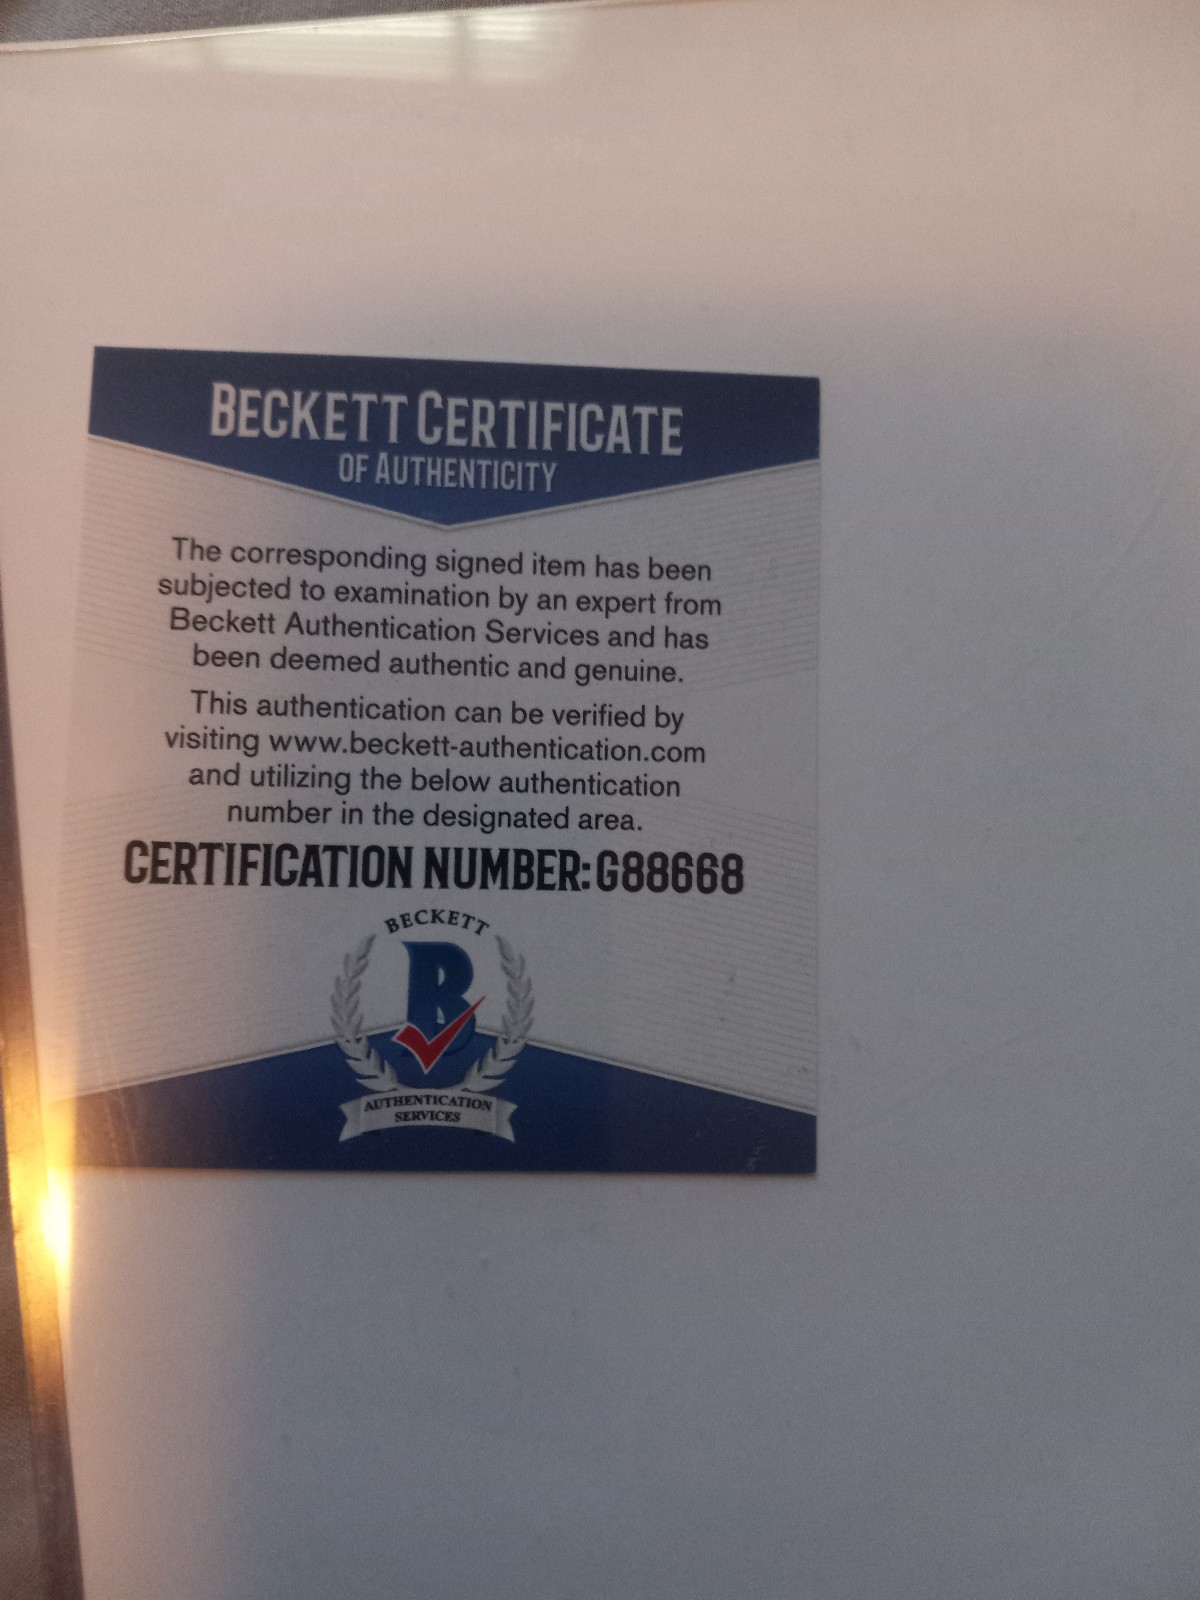 BECKETT CERTIFICATE
OF AUTHENTICITY
The corresponding signed item has been
subjected to examination by an expert from
Beckett Authentication Services and has
been deemed authentic and genuine.
This authentication can be verified by
visiting www.beckett-authentication.com
and utilizing the below authentication
number in the designated area.
CERTIFICATION NUMBER:G88668
BECKETT
B
AUTHENTICATION
SERVICES